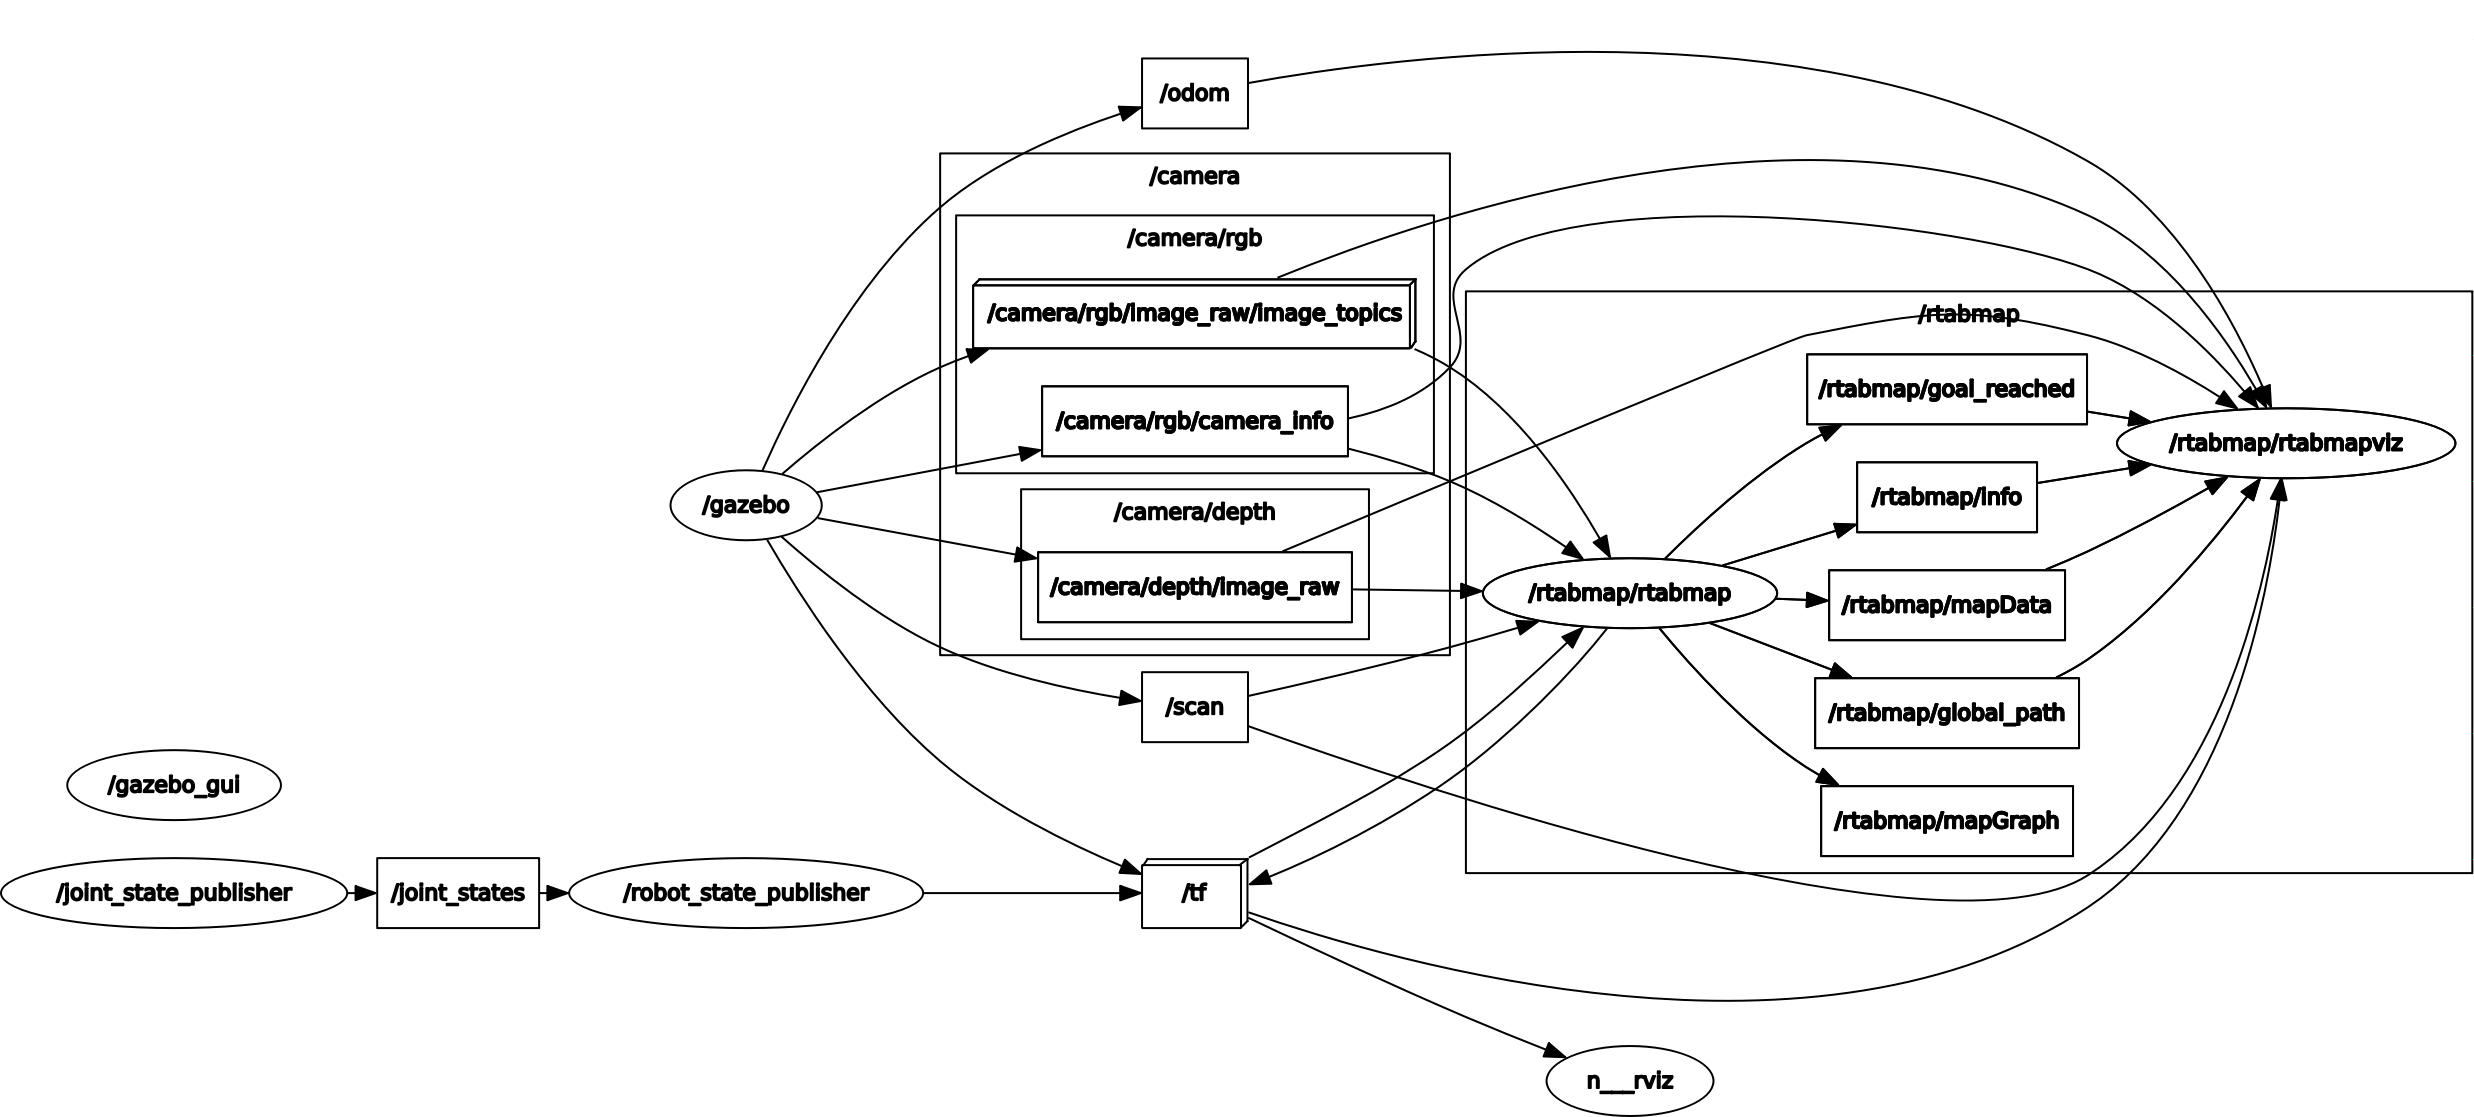 /odom
/camera
/camera/rgb
/camera/rgb/image_raw/image_topics
/camera/rgb/camera_info
/camera/depth
/camera/depth/image_raw
/gazebo
/scan
/rtabmap
/rtabmap/goal_reached
/rtabmap/rtabmapviz
/rtabmap/info
/rtabmap/rtabmap
/rtabmap/mapData
/rtabmap/global_path
/rtabmap/mapGraph
/gazebo_gui
/joint_state_publisher
/joint_states
/robot_state_publisher
/tf
n___rviz